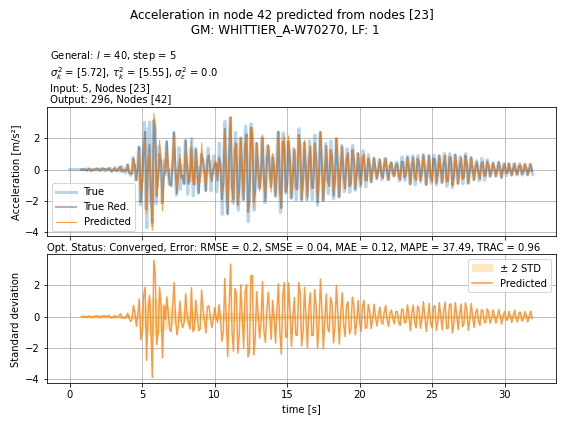 Acceleration in node 42 predicted from nodes [23]
GM: WHITTIER_A-W70270, LF: 1
General: l = 40, step = 5
σ²ₖ = [5.72], τ²ₖ = [5.55], σ²ε = 0.0
Input: 5, Nodes [23]
Output: 296, Nodes [42]
Acceleration [m/s²]
2
0
−2
−4
True
True Red.
Predicted
Opt. Status: Converged, Error: RMSE = 0.2, SMSE = 0.04, MAE = 0.12, MAPE = 37.49, TRAC = 0.96
Standard deviation
2
0
−2
−4
± 2 STD
Predicted
0 5 10 15 20 25 30
time [s]